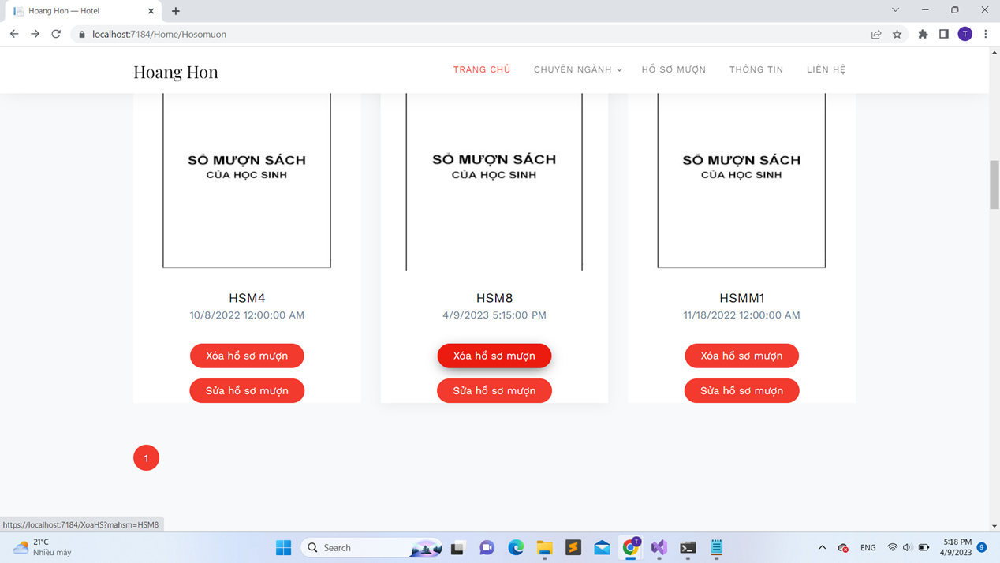 Hoang Hon — Hotel
localhost:7184/Home/Hosomuon
T
Hoang Hon
TRANG CHỦ
CHUYÊN NGÀNH
HỒ SƠ MƯỢN
THÔNG TIN
LIÊN HỆ
SỔ MƯỢN SÁCH
CỦA HỌC SINH
SỔ MƯỢN SÁCH
CỦA HỌC SINH
SỔ MƯỢN SÁCH
CỦA HỌC SINH
HSM4
10/8/2022 12:00:00 AM
Xóa hồ sơ mượn
Sửa hồ sơ mượn
HSM8
4/9/2023 5:15:00 PM
Xóa hồ sơ mượn
Sửa hồ sơ mượn
HSMM1
11/18/2022 12:00:00 AM
Xóa hồ sơ mượn
Sửa hồ sơ mượn
1
https://localhost:7184/XoaHS?mahsm=HSM8
21°C
Nhiều mây
Search
T
ENG
5:18 PM
4/9/2023
9